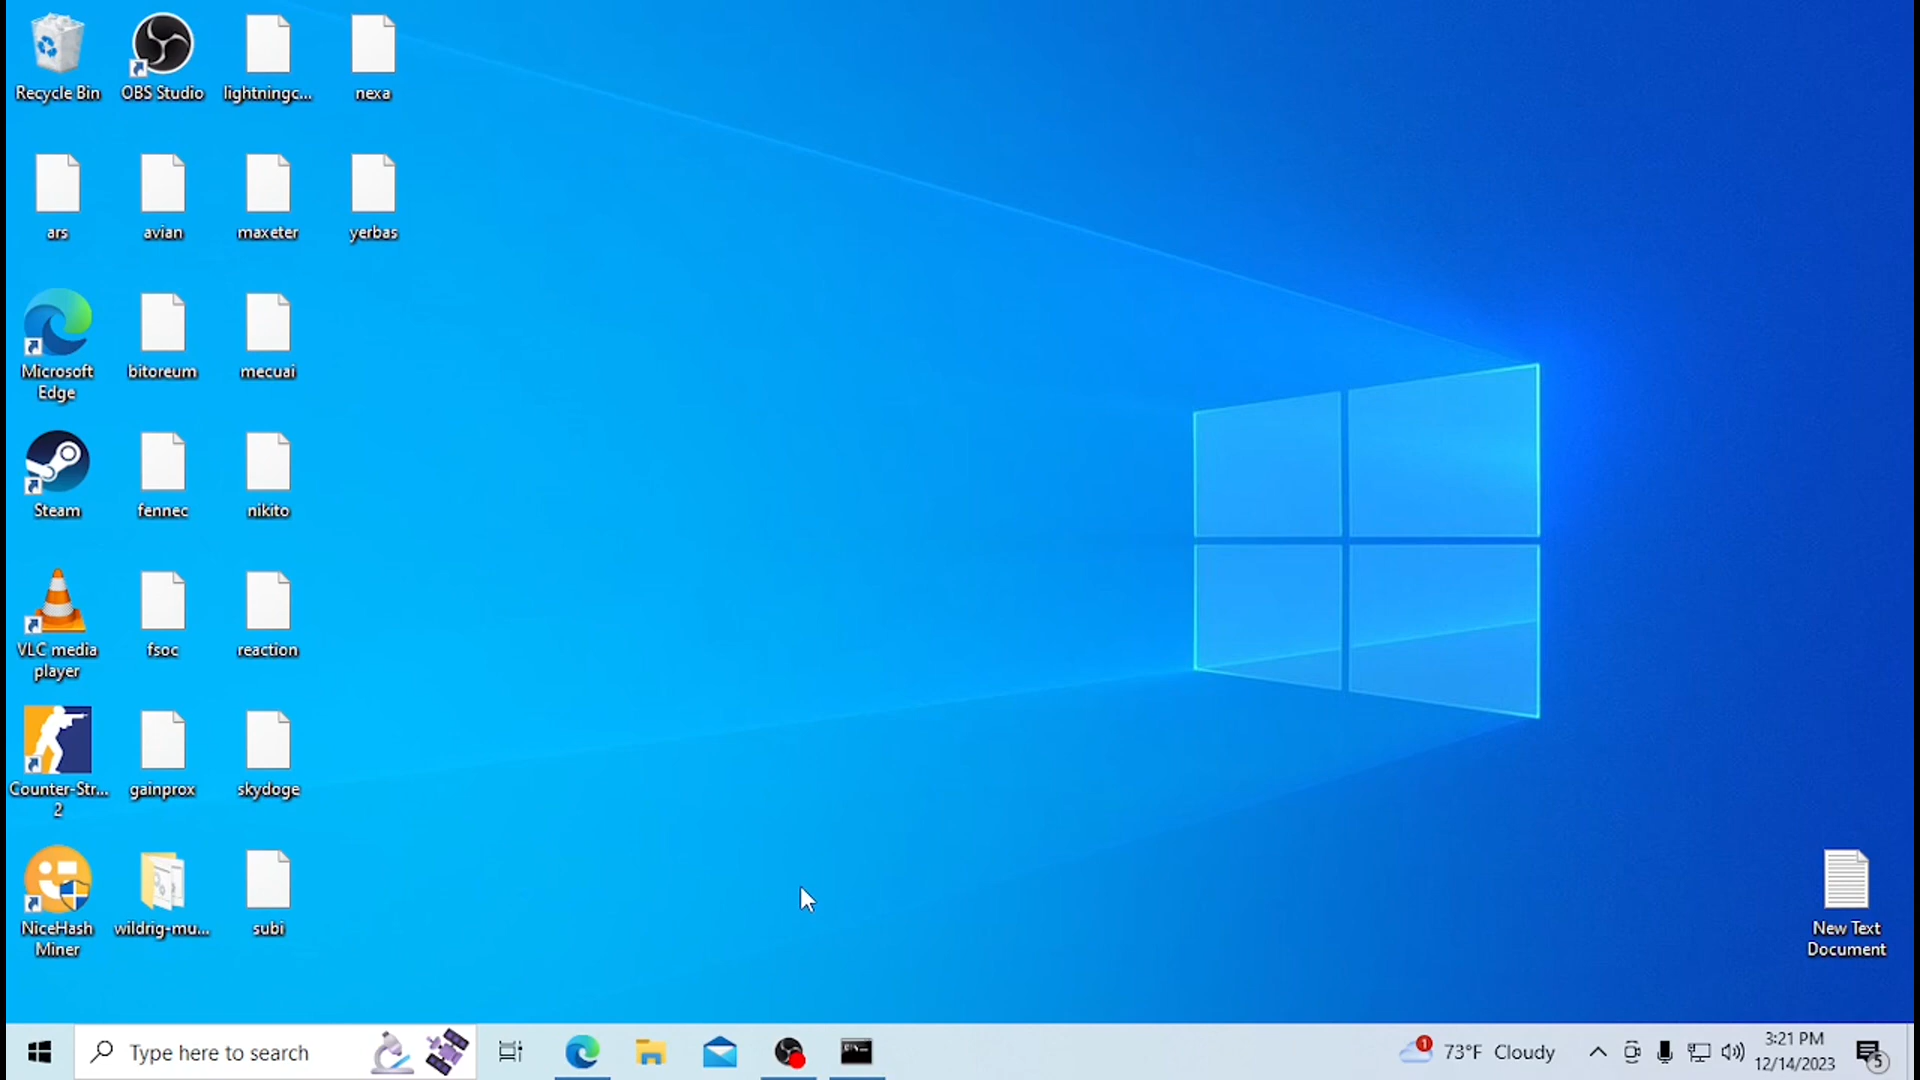 Recycle Bin
OBS Studio
lightningc...
nexa
ars
avian
maxeter
yerbas
Microsoft
Edge
bitoreum
mecuai
Steam
fennec
nikito
VLC media
player
fsoc
reaction
Counter-Str...
2
gainprox
skydoge
NiceHash
Miner
wildrig-mu...
subi
New Text
Document
Type here to search
1
73°F Cloudy
3:21 PM
12/14/2023
5